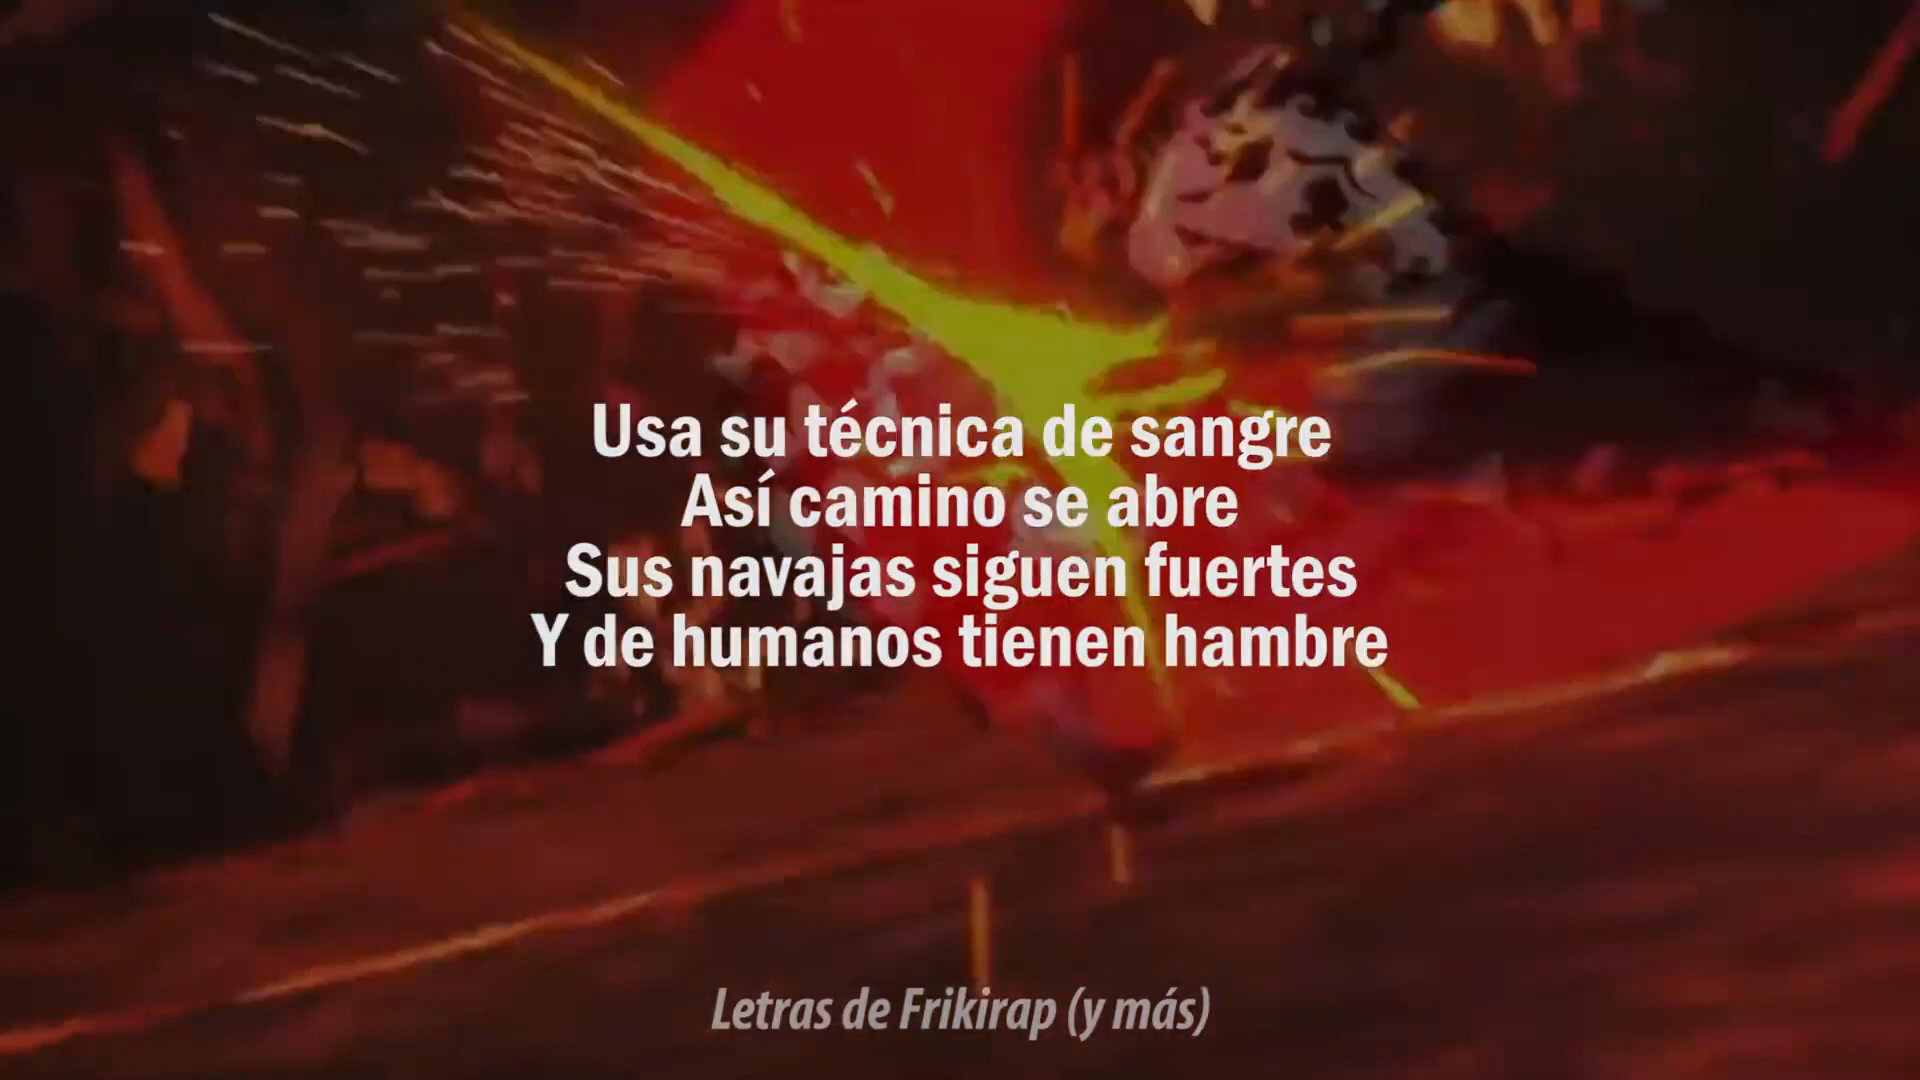 Usa su técnica de sangre
Así camino se abre
Sus navajas siguen fuertes
Y de humanos tienen hambre
Letras de Frikirap (y más)